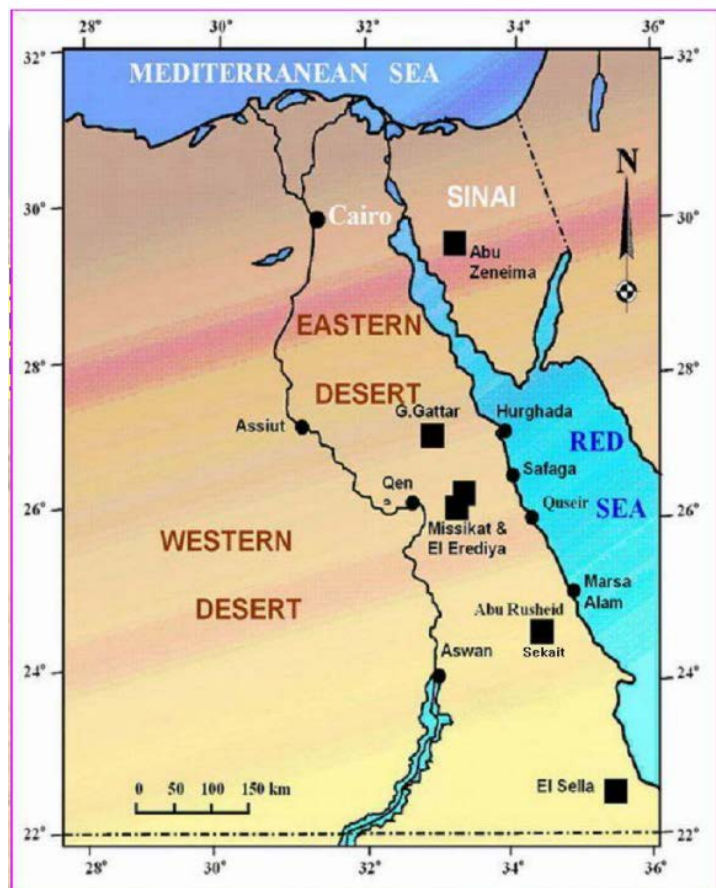 28° 30° 32° 34° 36°
32°
MEDITERRANEAN SEA
32°
N
30°
Cairo
SINAI
30°
Abu
Zeneima
EASTERN
28°
28°
DESERT
G.Gattar
Hurghada
Assiut
RED
Safaga
Qen
e
26°
Quseir
SEA
26°
Missikat &
El Erediya
WESTERN
Marsa
Alam
DESERT
Abu Rusheid
Sekait
Aswan
24°
24°
0 50 100 150 km
El Sella
22°
22°
28° 30° 32° 34° 36°